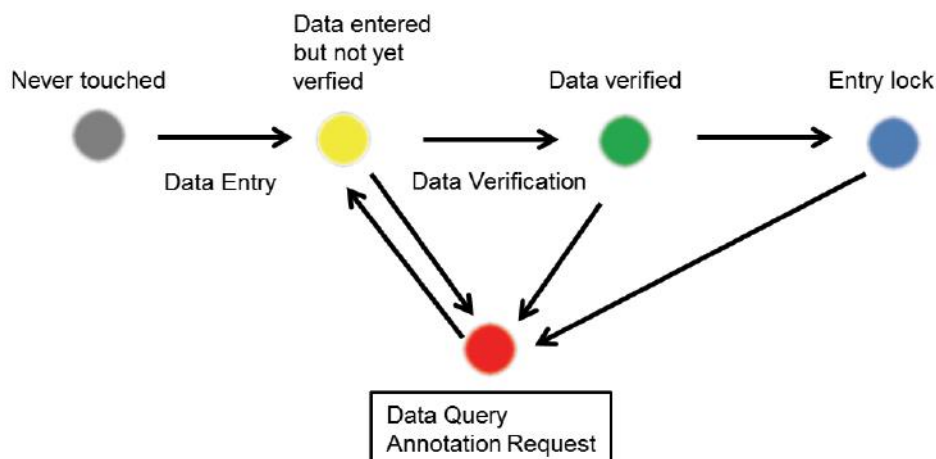 Never touched
Data entered
but not yet
verfied
Data verified
Entry lock
Data Entry
Data Verification
Data Query
Annotation Request